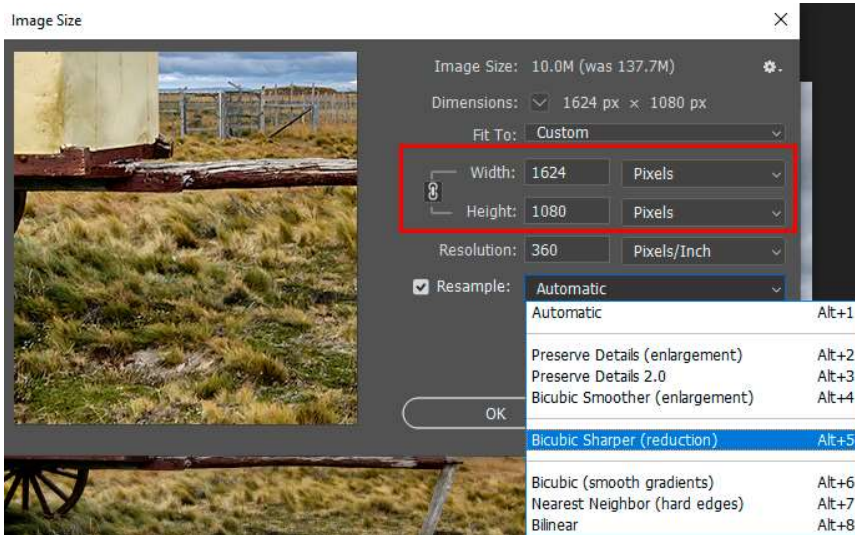 Image Size
Image Size: 10.0M (was 137.7M)
Dimensions: 1624 px × 1080 px
Fit To: Custom
Width: 1624 Pixels
Height: 1080 Pixels
Resolution: 360 Pixels/Inch
Resample: Automatic
Automatic Alt+1
Preserve Details (enlargement) Alt+2
Preserve Details 2.0 Alt+3
Bicubic Smoother (enlargement) Alt+4
OK
Bicubic Sharper (reduction) Alt+5
Bicubic (smooth gradients) Alt+6
Nearest Neighbor (hard edges) Alt+7
Bilinear Alt+8